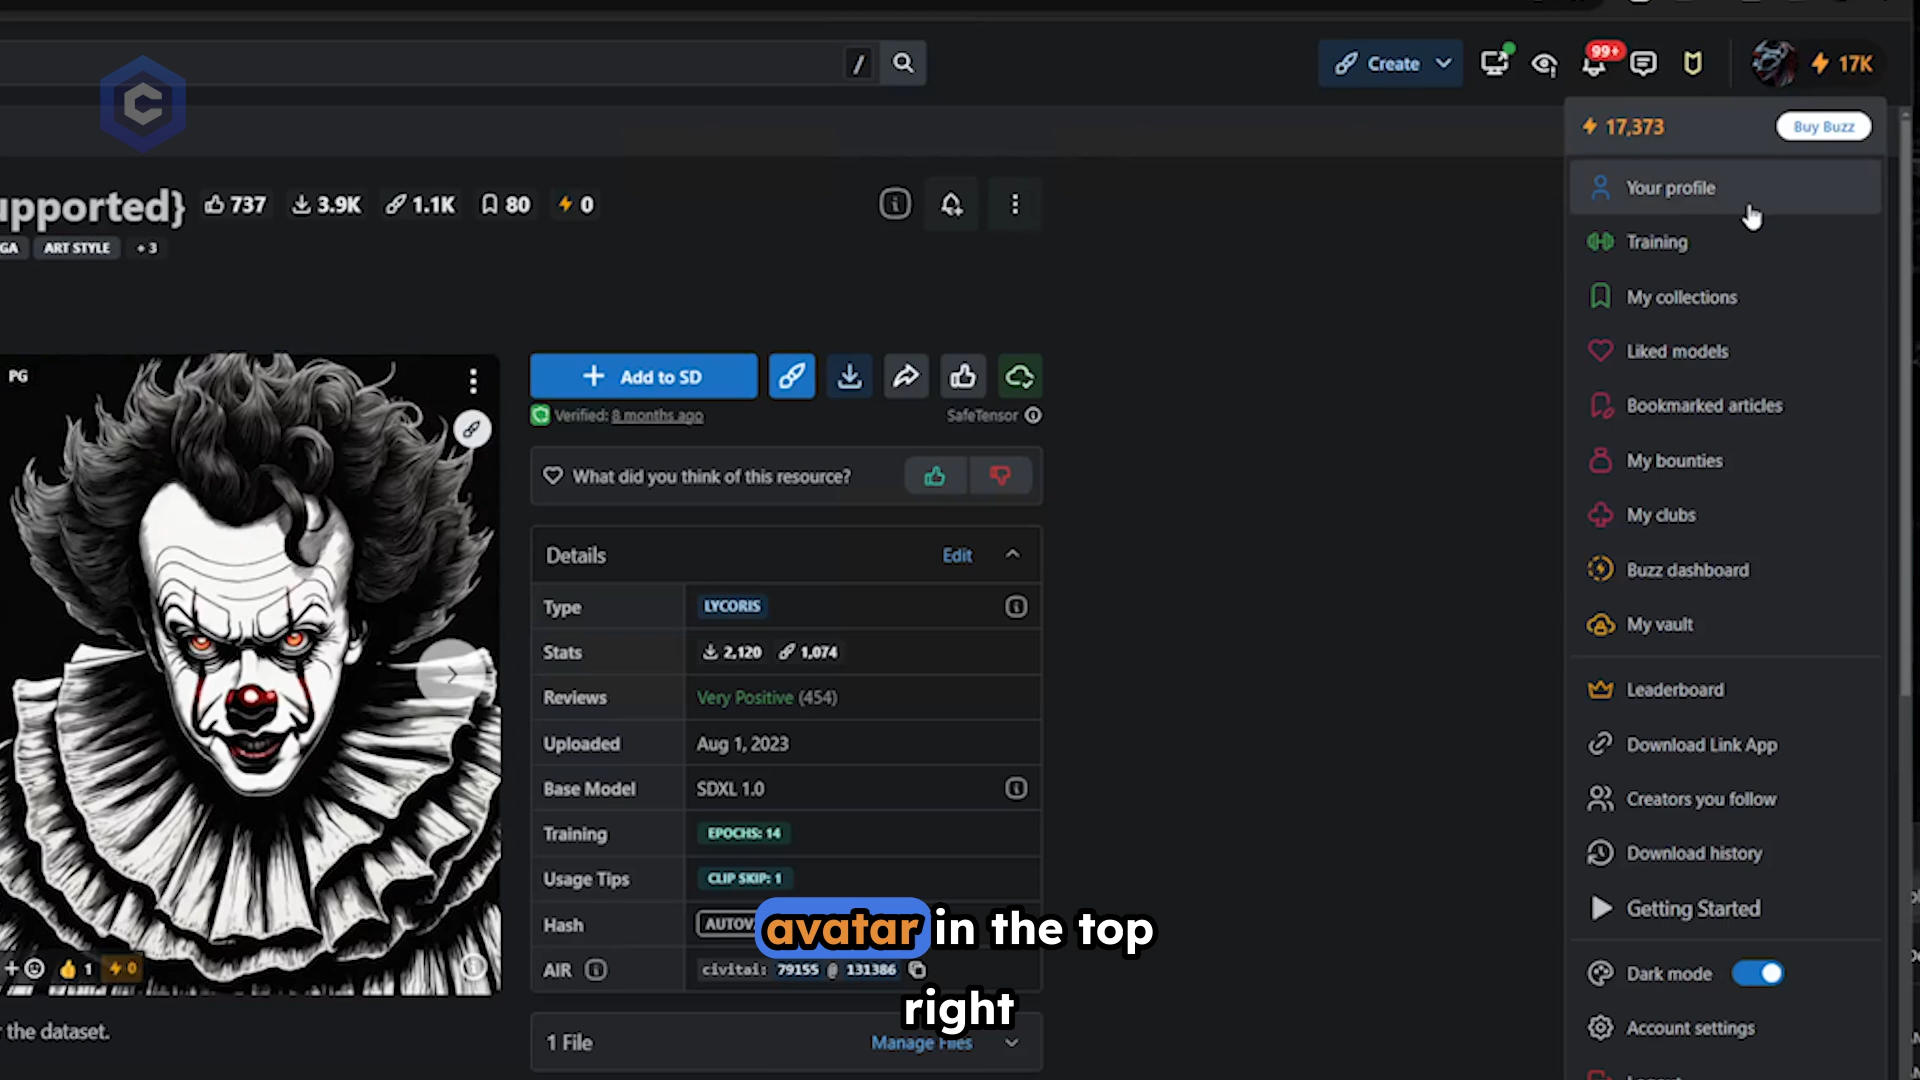 /
Create
99+
17K
17,373
Buy Buzz
upported}
737
3.9K
1.1K
80
0
GA
ART STYLE
+ 3
Your profile
Training
My collections
Liked models
Bookmarked articles
My bounties
My clubs
Buzz dashboard
My vault
Leaderboard
Download Link App
Creators you follow
Download history
Getting Started
Dark mode
Account settings
PG
Add to SD
Verified: 8 months ago
SafeTensor
What did you think of this resource?
Details
Edit
Type
LYCORIS
Stats
2,120
1,074
Reviews
Very Positive (454)
Uploaded
Aug 1, 2023
Base Model
SDXL 1.0
Training
EPOCHS: 14
Usage Tips
CLIP SKIP: 1
Hash
AUTOV
AIR
civitai: 79155 @ 131386
1
0
avatar in the top
right
the dataset.
1 File
Manage Files